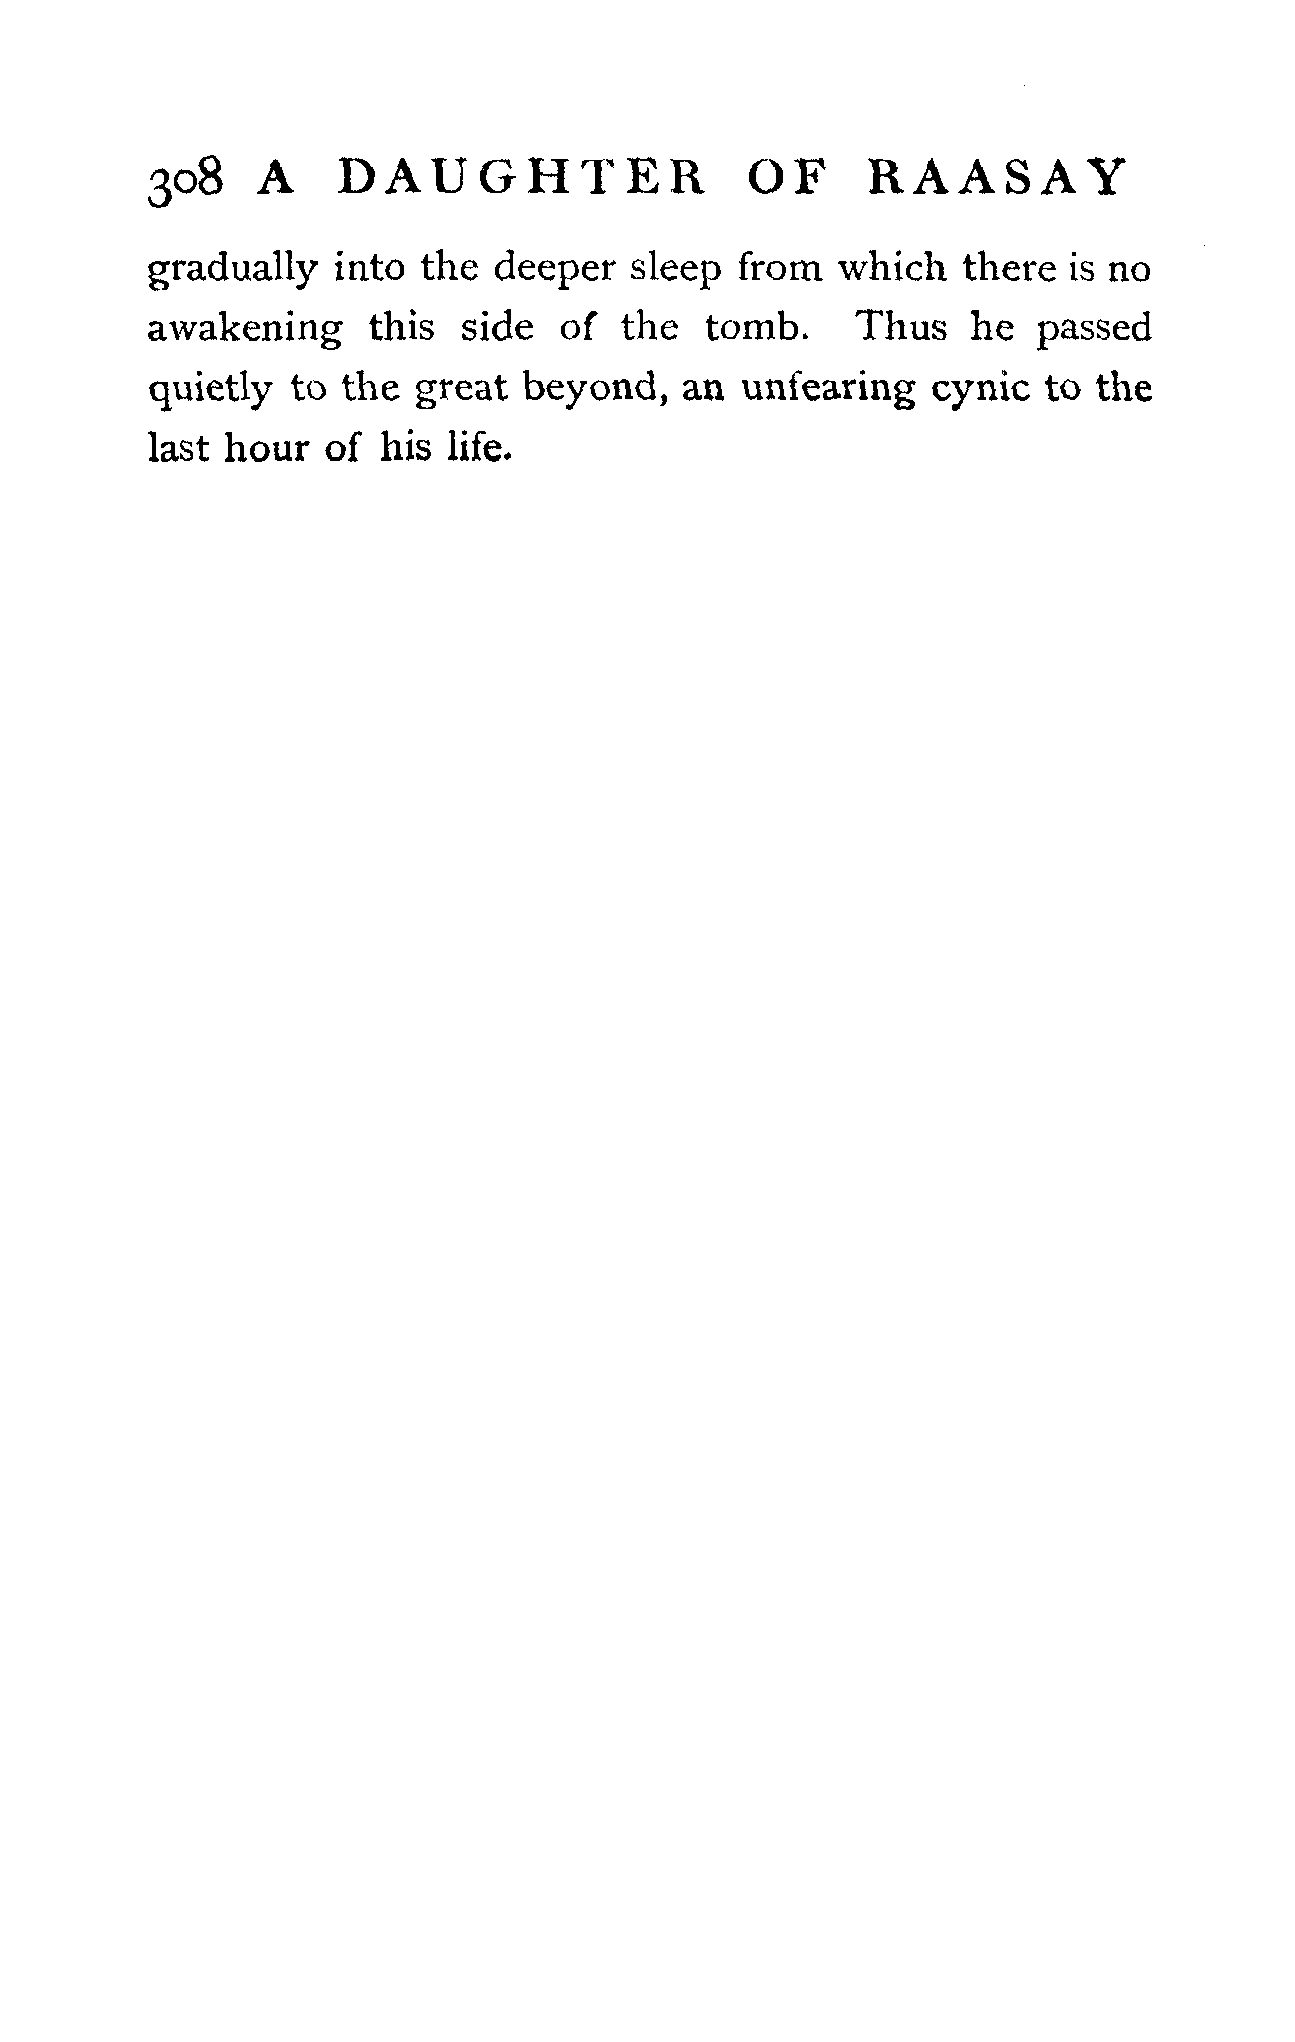 308 A DAUGHTER OF RAASAY
gradually into the deeper sleep from which there is no
awakening this side of the tomb. Thus he passed
quietly to the great beyond, an unfearing cynic to the
last hour of his life.